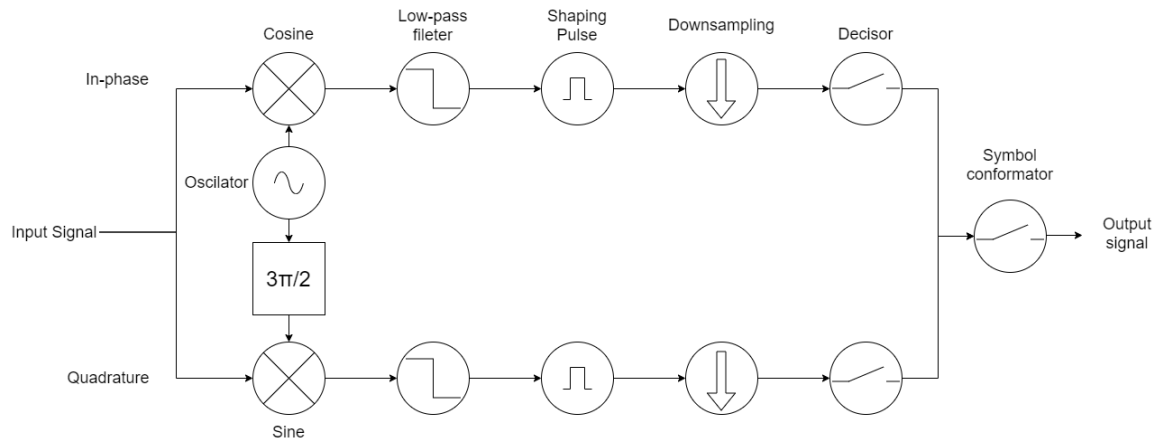 Cosine
Low-pass
fileter
Shaping
Pulse
Downsampling
Decisor
In-phase
Oscilator
Symbol
conformator
Input Signal
Output
signal
3π/2
Quadrature
Sine